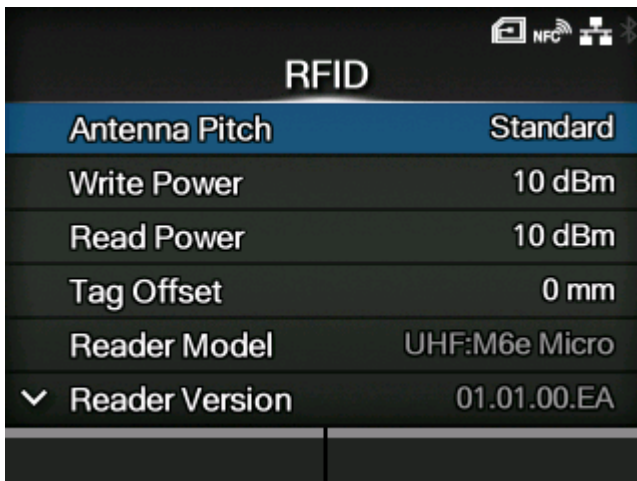 NFC
RFID
Antenna Pitch Standard
Write Power 10 dBm
Read Power 10 dBm
Tag Offset 0 mm
Reader Model UHF:M6e Micro
Reader Version 01.01.00.EA